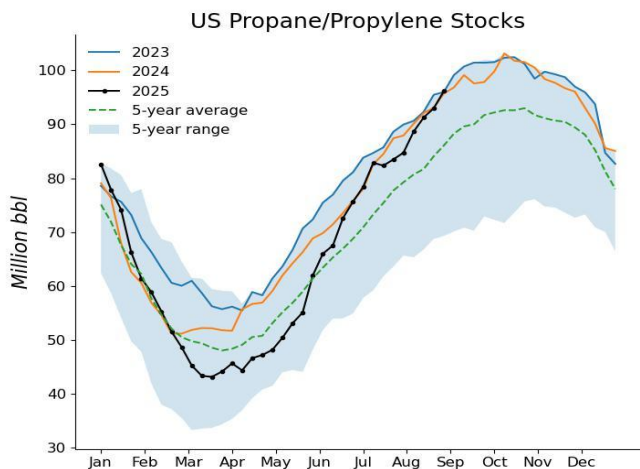 US Propane/Propylene Stocks
2023
2024
2025
5-year average
5-year range
Million bbl
100
90
80
70
60
50
40
30
Jan Feb Mar Apr May Jun Jul Aug Sep Oct Nov Dec